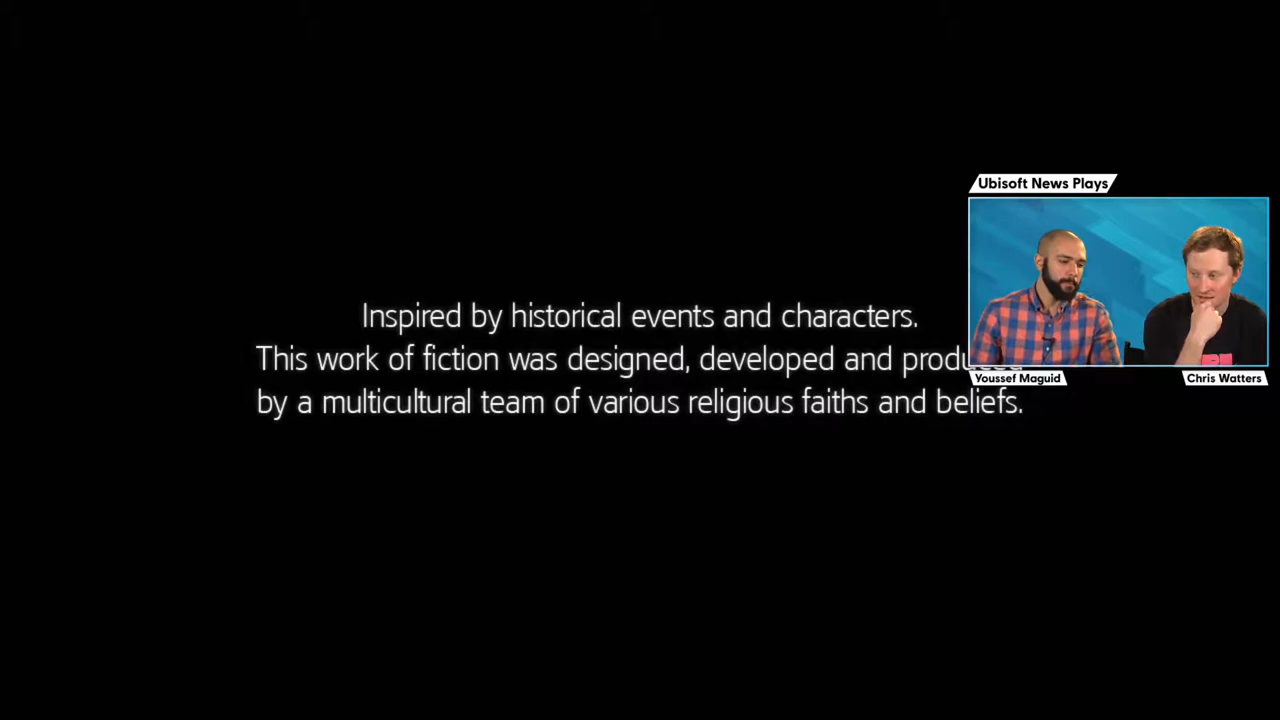 Ubisoft News Plays
Inspired by historical events and characters.
This work of fiction was designed, developed and produced
by a multicultural team of various religious faiths and beliefs.
Youssef Maguid
Chris Watters